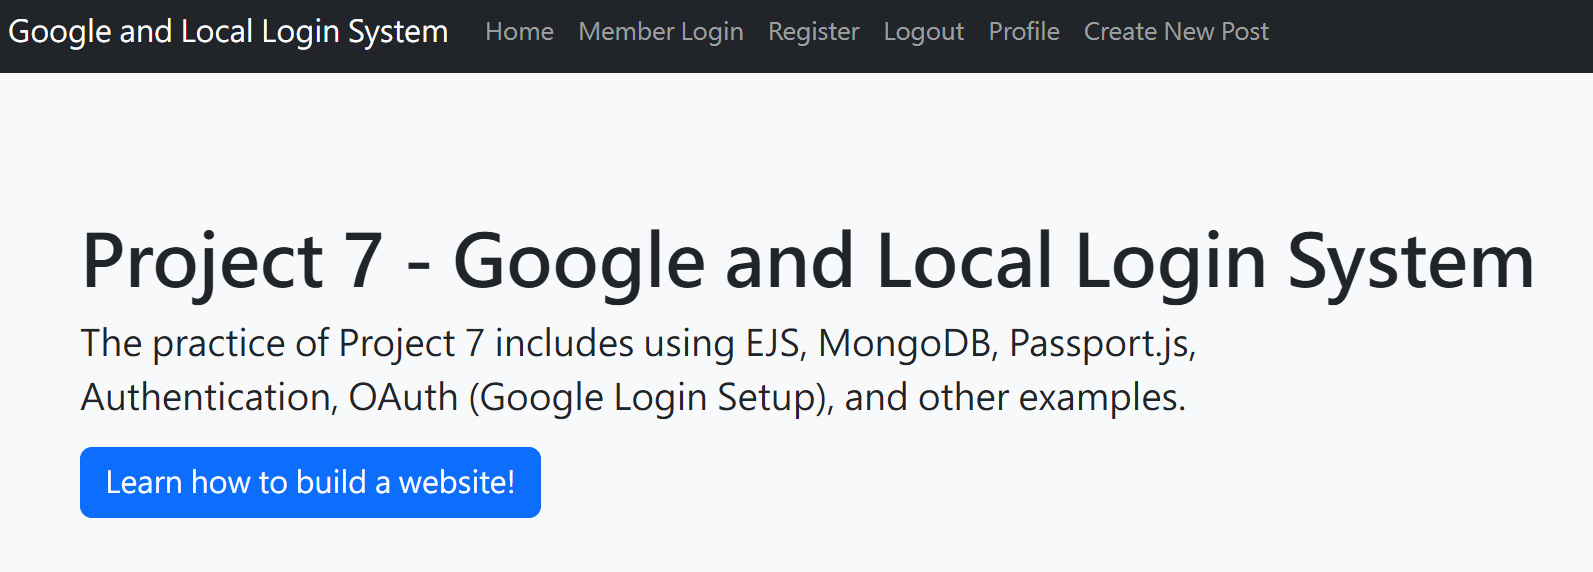 Google and Local Login System Home Member Login Register Logout Profile Create New Post
Project 7 - Google and Local Login System
The practice of Project 7 includes using EJS, MongoDB, Passport.js,
Authentication, OAuth (Google Login Setup), and other examples.
Learn how to build a website!